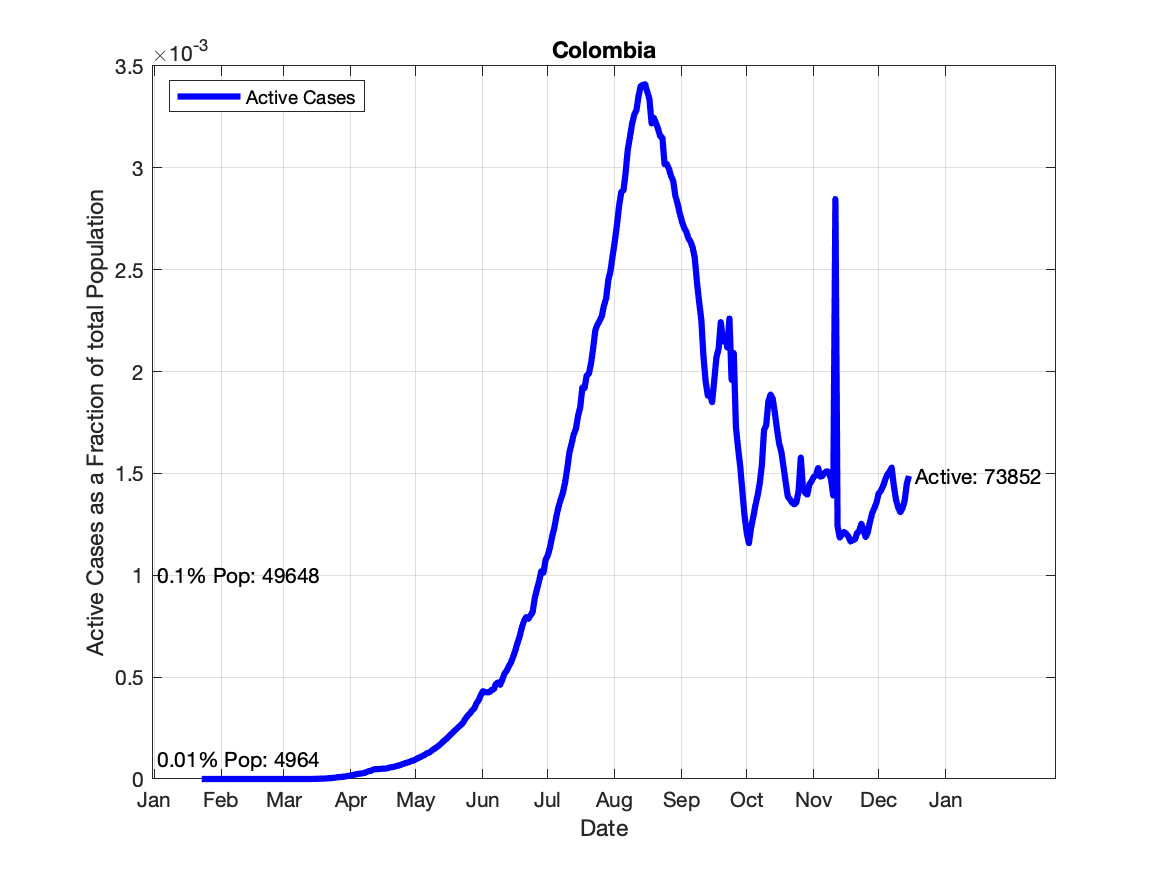 Colombia
×10-3
Active Cases
3.5
3
2.5
2
1.5
1
0.5
0
Active Cases as a Fraction of total Population
0.1% Pop: 49648
0.01% Pop: 4964
Active: 73852
Jan Feb Mar Apr May Jun Jul Aug Sep Oct Nov Dec Jan
Date